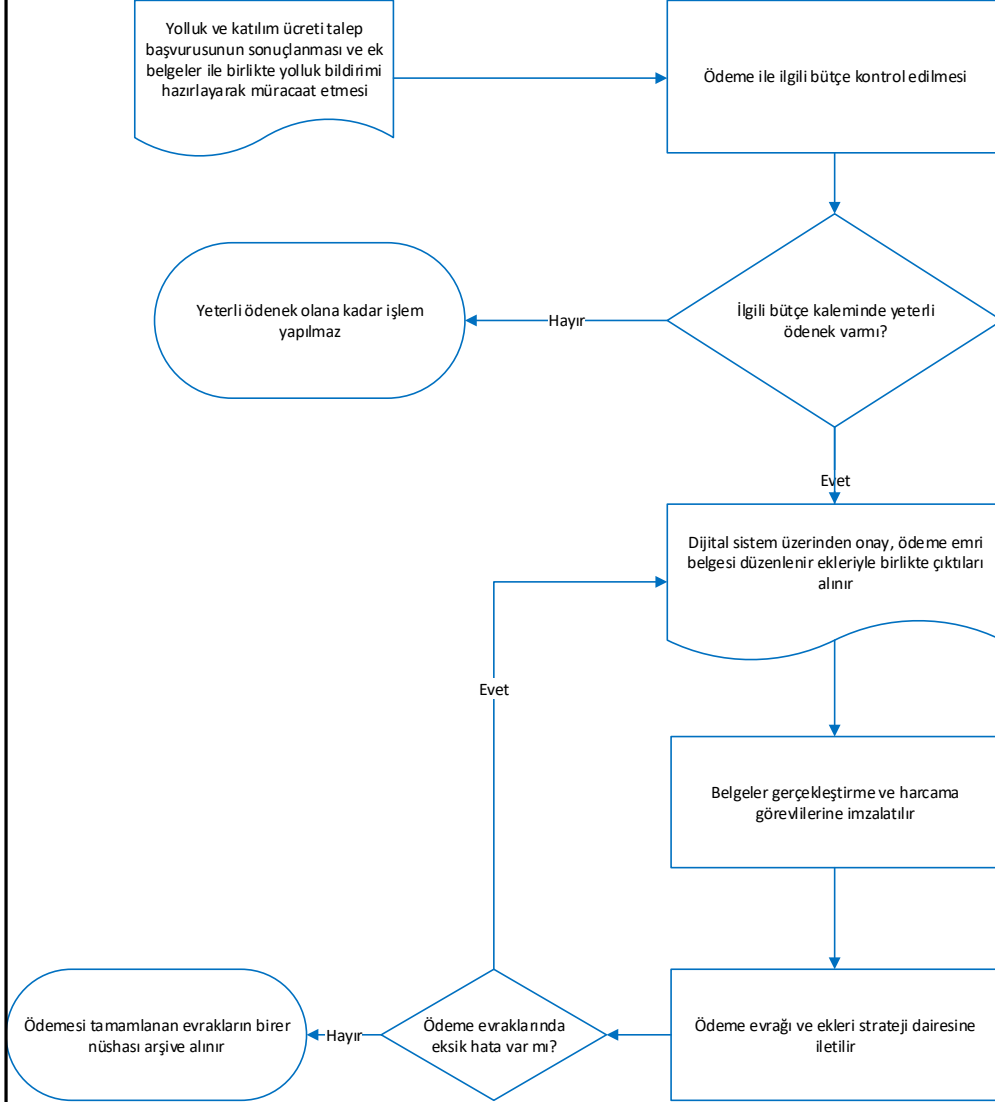 Yolluk ve katılım ücreti talep
başvurusunun sonuçlanması ve ek
belgeler ile birlikte yolluk bildirimi
hazırlayarak müracaat etmesi
Ödeme ile ilgili bütçe kontrol edilmesi
İlgili bütçe kaleminde yeterli
ödenek varmı?
Hayır
Yeterli ödenek olana kadar işlem
yapılmaz
Evet
Dijital sistem üzerinden onay, ödeme emri
belgesi düzenlenir ekleriyle birlikte çıktıları
alınır
Evet
Belgeler gerçekleştirme ve harcama
görevlilerine imzalatılır
Ödeme evrağı ve ekleri strateji dairesine
iletilir
Ödeme evraklarında
eksik hata var mı?
Hayır
Ödemesi tamamlanan evrakların birer
nüshası arşive alınır